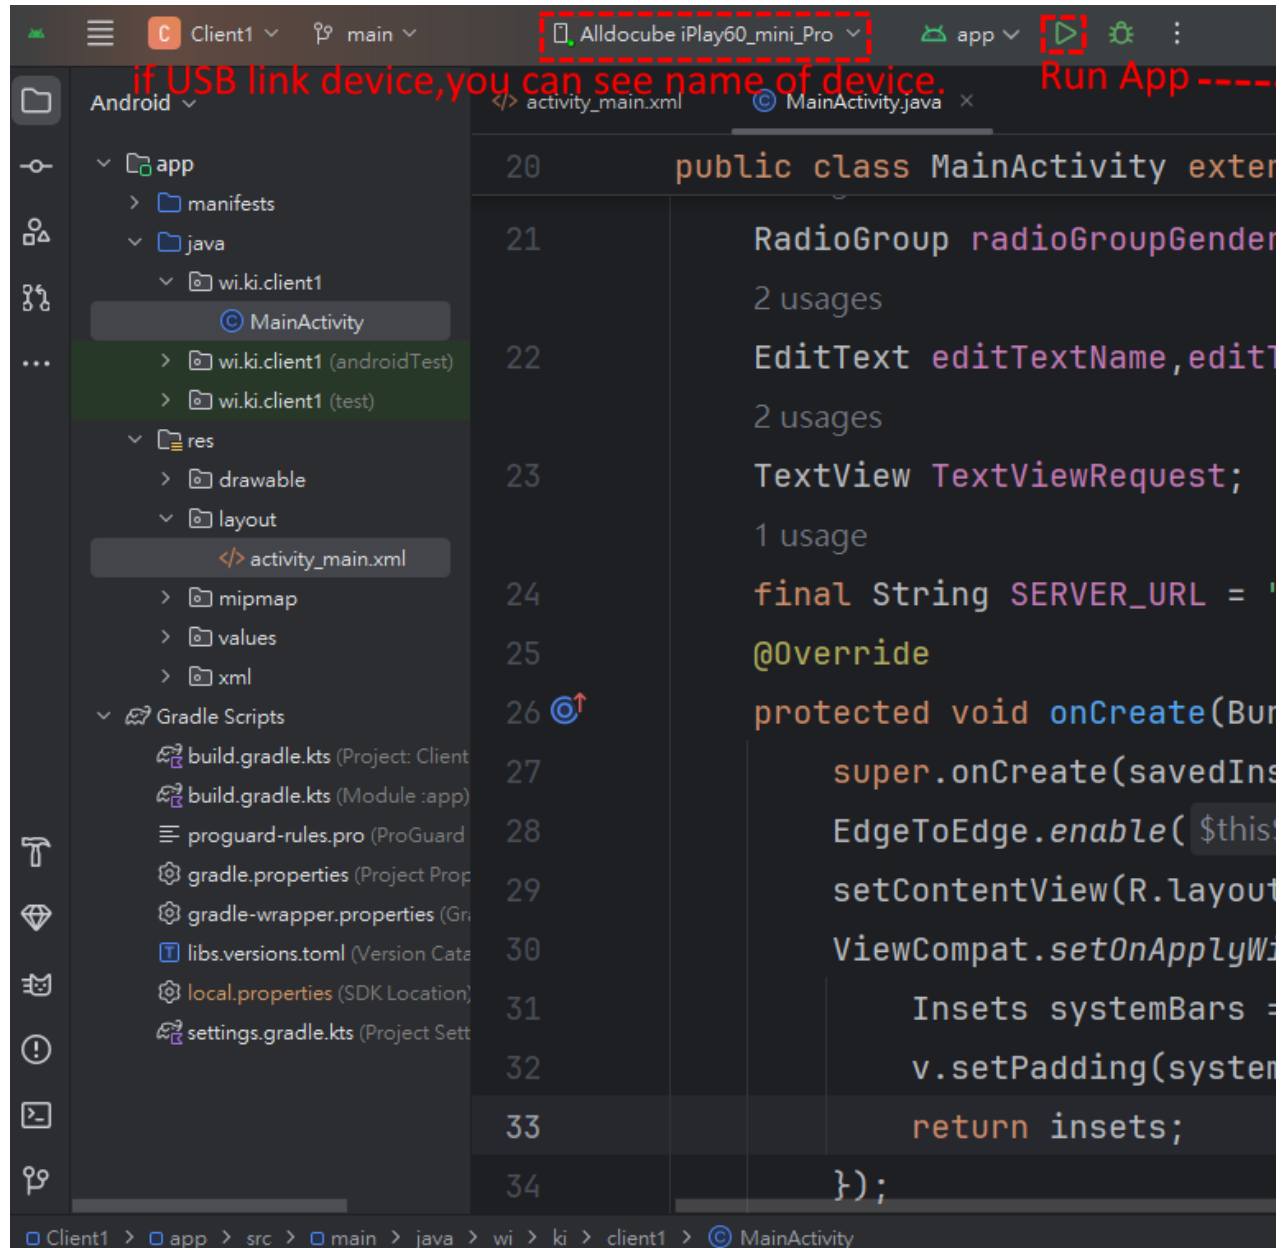 C Client1 main Alldocube iPlay60_mini_Pro app
if USB link device,you can see name of device. Run App
Android
activity_main.xml MainActivity.java
app
manifests
java
wi.ki.client1
MainActivity
wi.ki.client1 (androidTest)
wi.ki.client1 (test)
res
drawable
layout
activity_main.xml
mipmap
values
xml
Gradle Scripts
build.gradle.kts (Project: Client
build.gradle.kts (Module :app)
proguard-rules.pro (ProGuard
gradle.properties (Project Prop
gradle-wrapper.properties (Gra
libs.versions.toml (Version Cata
local.properties (SDK Location)
settings.gradle.kts (Project Sett
20 public class MainActivity exten
21 RadioGroup radioGroupGender
2 usages
22 EditText editTextName,editT
2 usages
23 TextView TextViewRequest;
1 usage
24 final String SERVER_URL = "
25 @Override
26 protected void onCreate(Bun
27 super.onCreate(savedIns
28 EdgeToEdge.enable( $this$
29 setContentView(R.layout
30 ViewCompat.setOnApplyWi
31 Insets systemBars =
32 v.setPadding(system
33 return insets;
34 });
Client1 > app > src > main > java > wi > ki > client1 > MainActivity